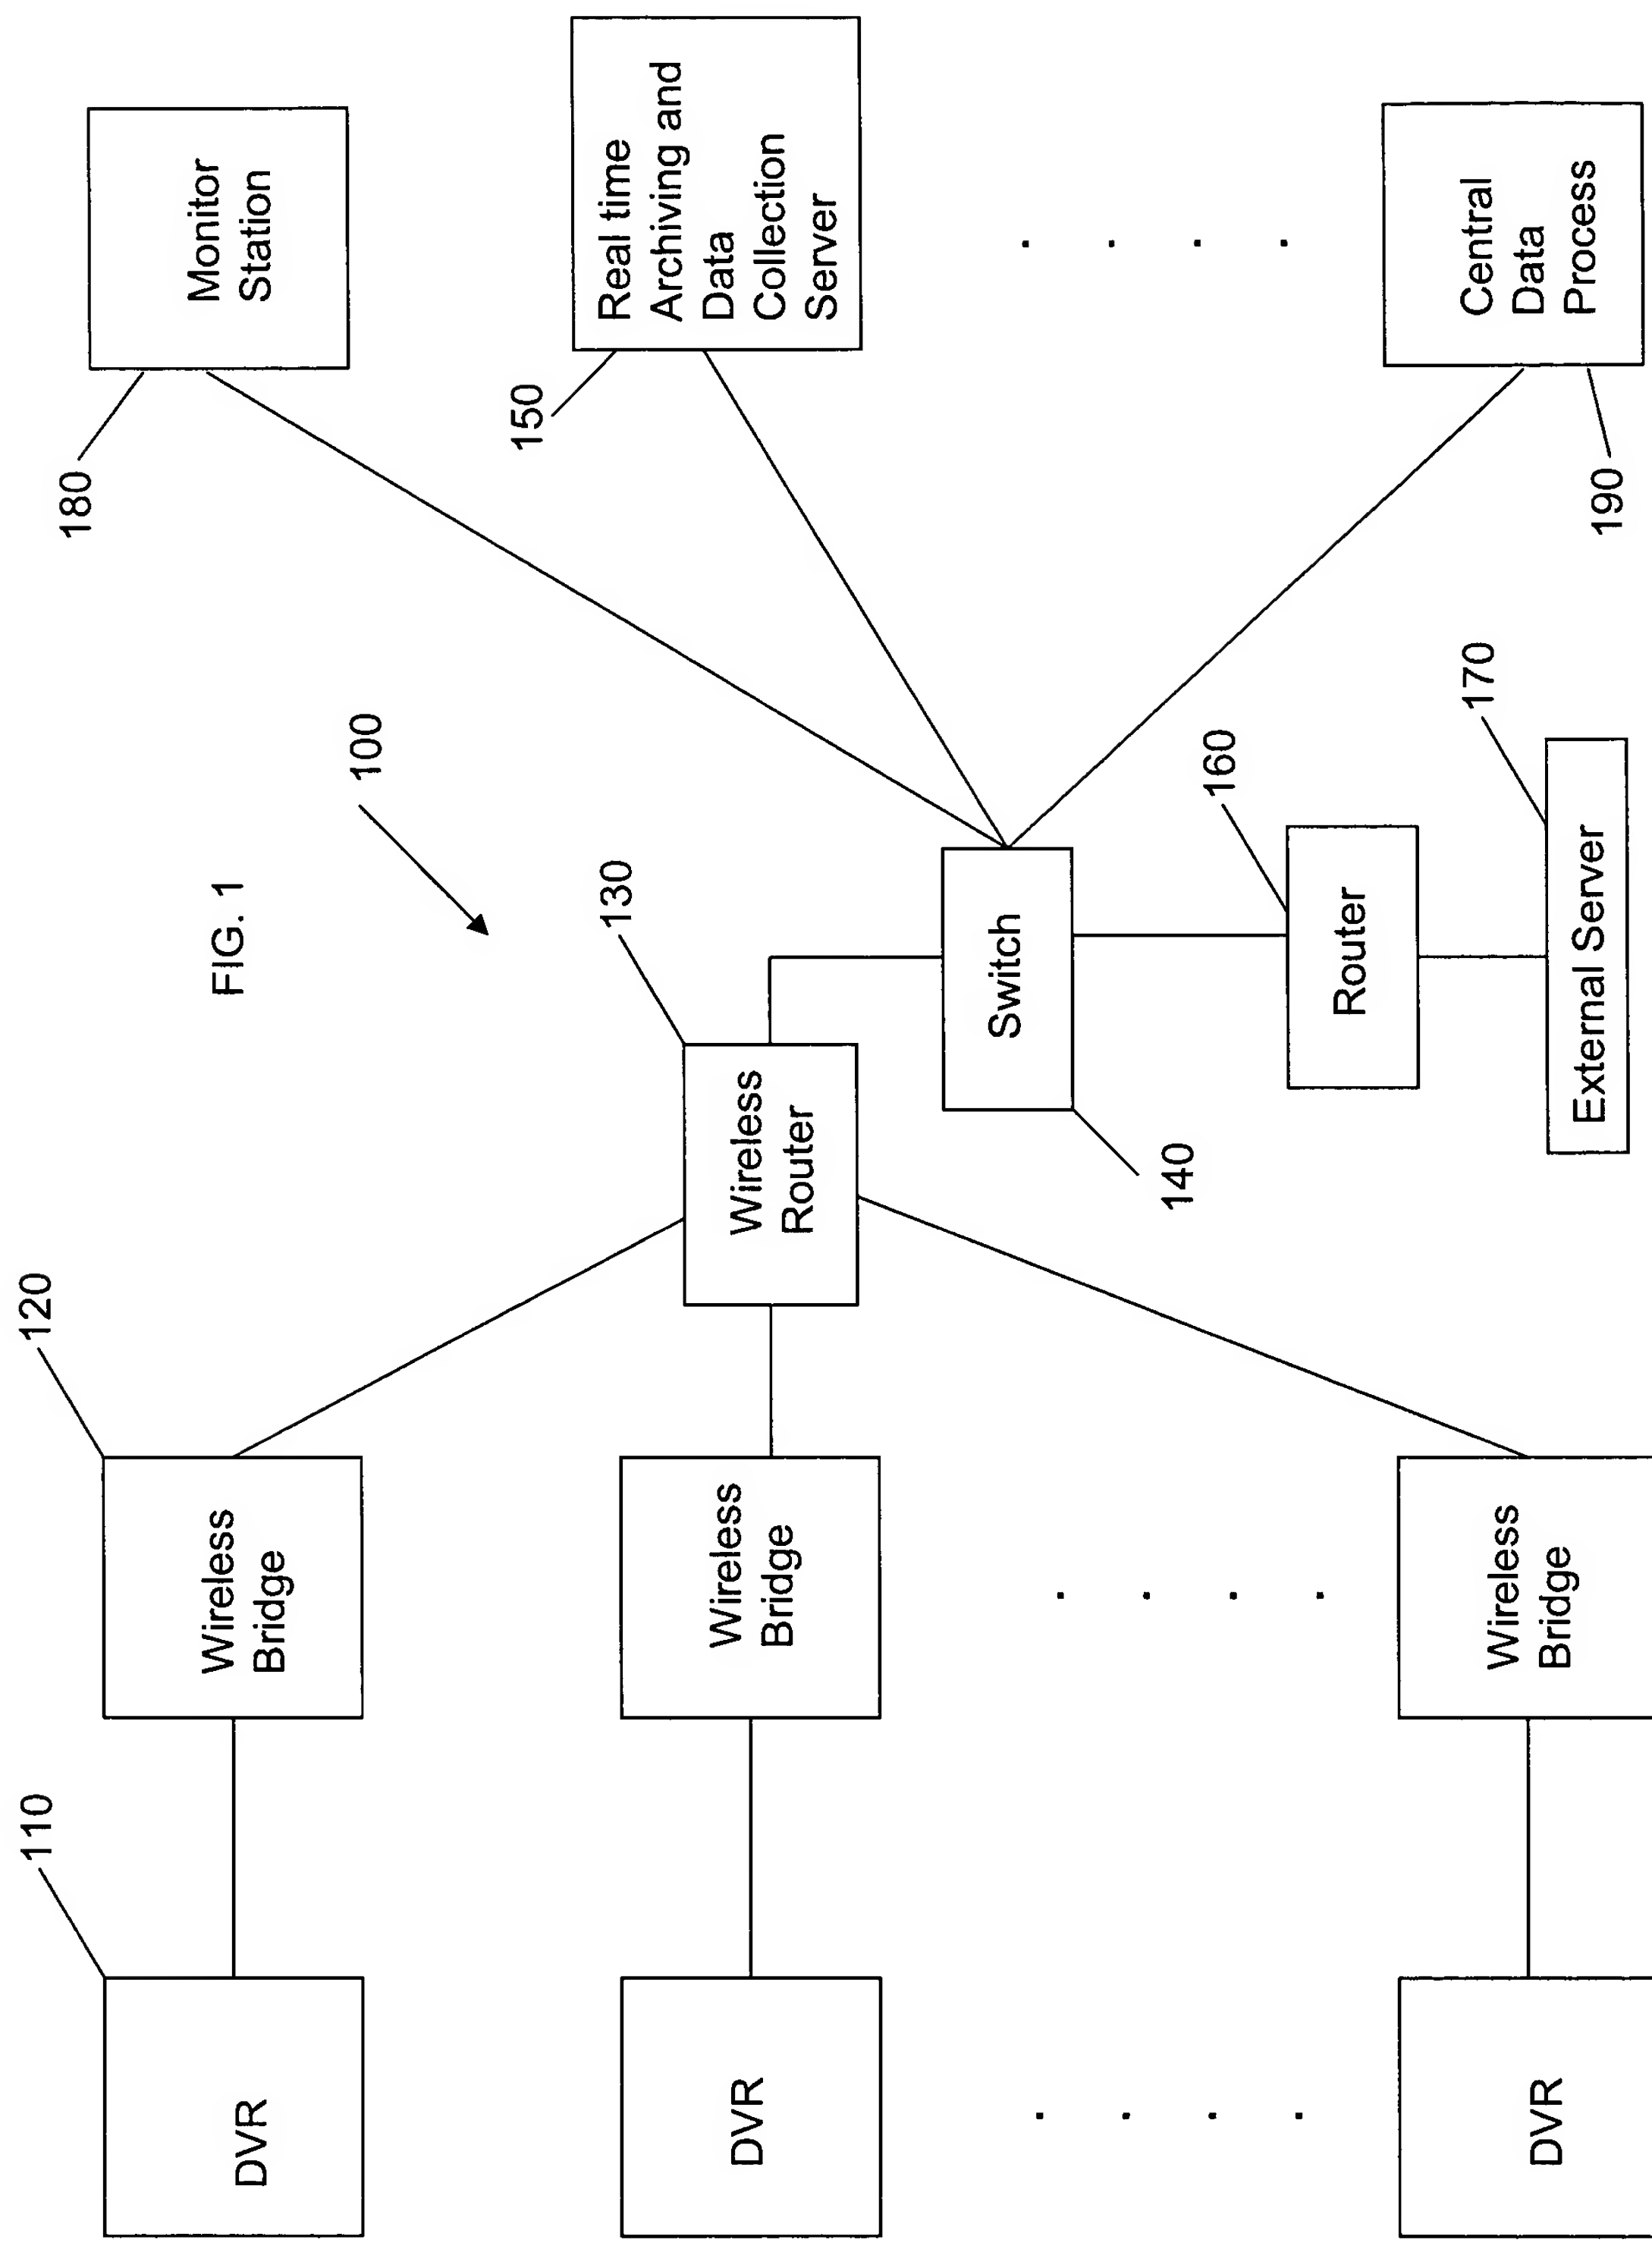 FIG. 1
100
110
DVR
120
Wireless
Bridge
DVR
Wireless
Bridge
DVR
Wireless
Bridge
130
Wireless
Router
140
Switch
160
Router
170
External Server
180
Monitor
Station
150
Real time
Archiving and
Data
Collection
Server
190
Central
Data
Process